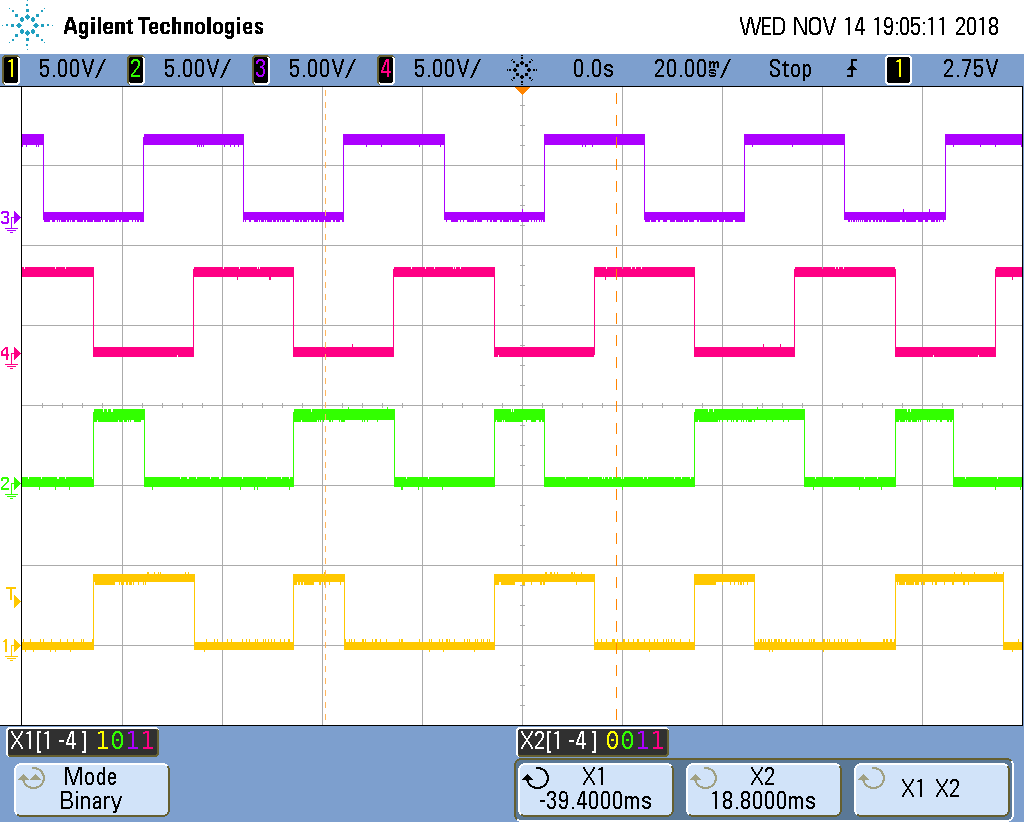 Agilent Technologies WED NOV 14 19:05:11 2018
1 5.00V/ 2 5.00V/ 3 5.00V/ 4 5.00V/ 0.0s 20.00ms/ Stop 1 2.75V
3
4
2
T
1
X1[1-4] 1011 X2[1-4] 0011
Mode X1 X2 X1 X2
Binary -39.4000ms 18.8000ms